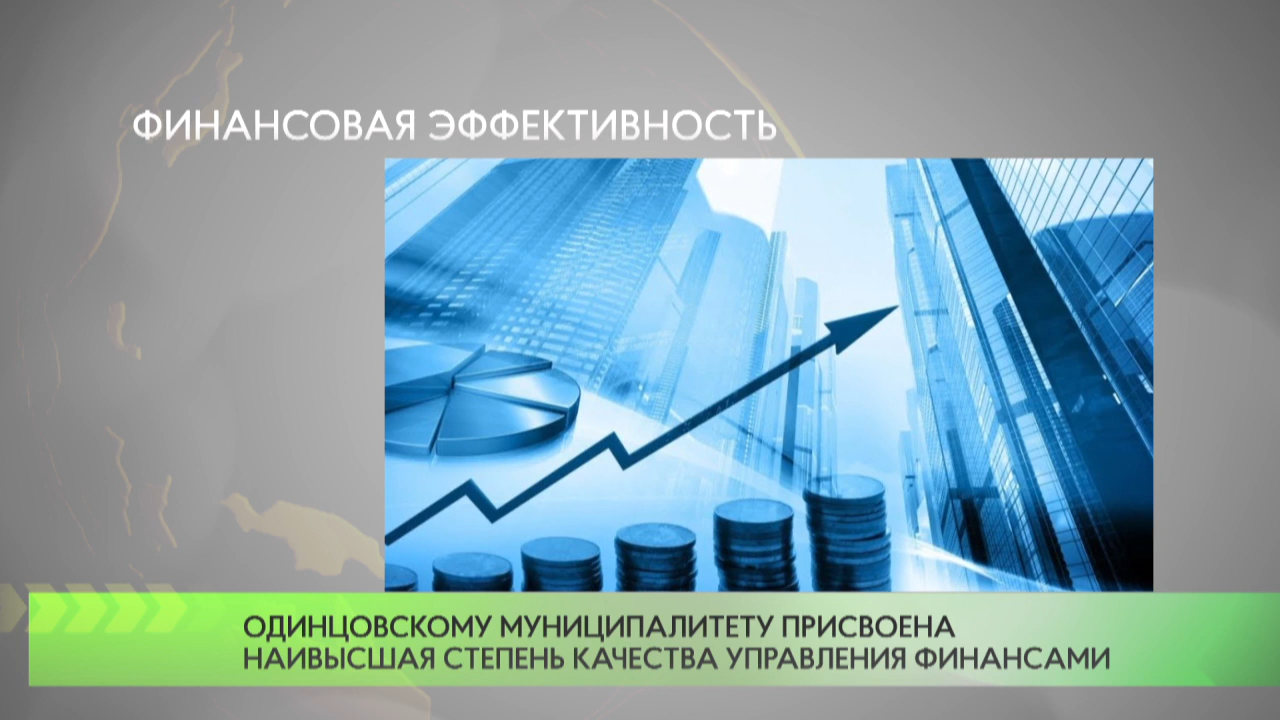 ФИНАНСОВАЯ ЭФФЕКТИВНОСТЬ
ОДИНЦОВСКОМУ МУНИЦИПАЛИТЕТУ ПРИСВОЕНА
НАИВЫСШАЯ СТЕПЕНЬ КАЧЕСТВА УПРАВЛЕНИЯ ФИНАНСАМИ